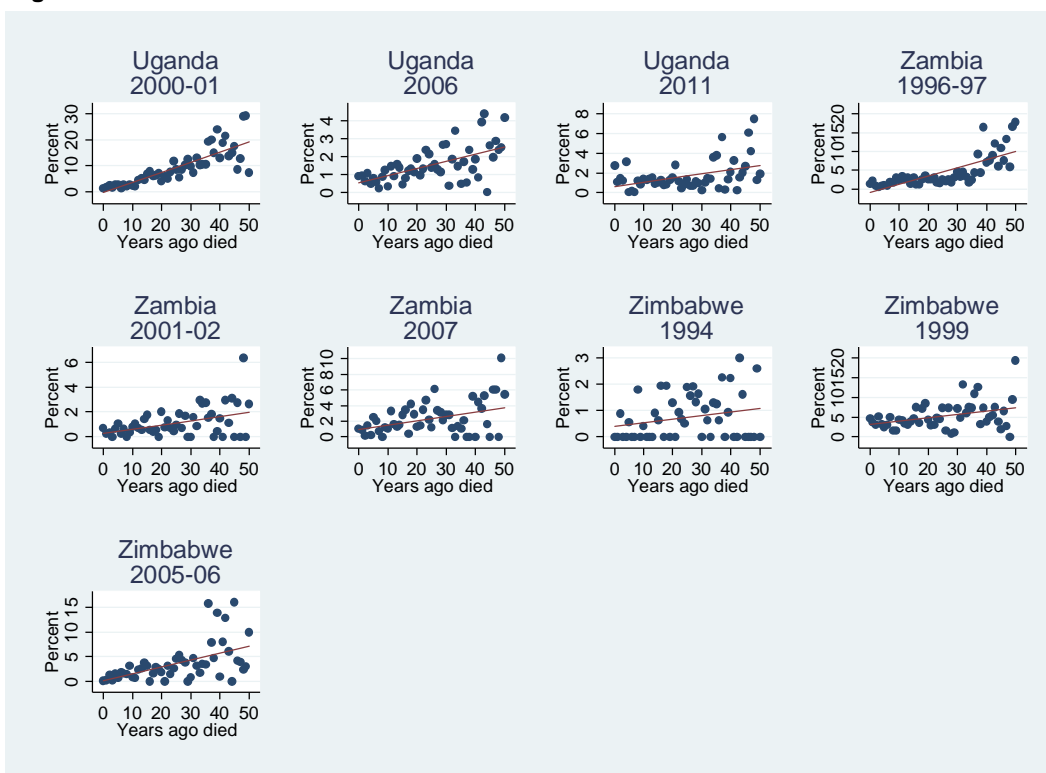 Uganda
2000-01
Percent
0 10 20 30
0 10 20 30 40 50
Years ago died
Uganda
2006
Percent
0 1 2 3 4
0 10 20 30 40 50
Years ago died
Uganda
2011
Percent
0 2 4 6 8
0 10 20 30 40 50
Years ago died
Zambia
1996-97
Percent
0 5 10 15 20
0 10 20 30 40 50
Years ago died
Zambia
2001-02
Percent
0 2 4 6
0 10 20 30 40 50
Years ago died
Zambia
2007
Percent
0 2 4 6 8 10
0 10 20 30 40 50
Years ago died
Zimbabwe
1994
Percent
0 1 2 3
0 10 20 30 40 50
Years ago died
Zimbabwe
1999
Percent
0 5 10 15 20
0 10 20 30 40 50
Years ago died
Zimbabwe
2005-06
Percent
0 5 10 15
0 10 20 30 40 50
Years ago died